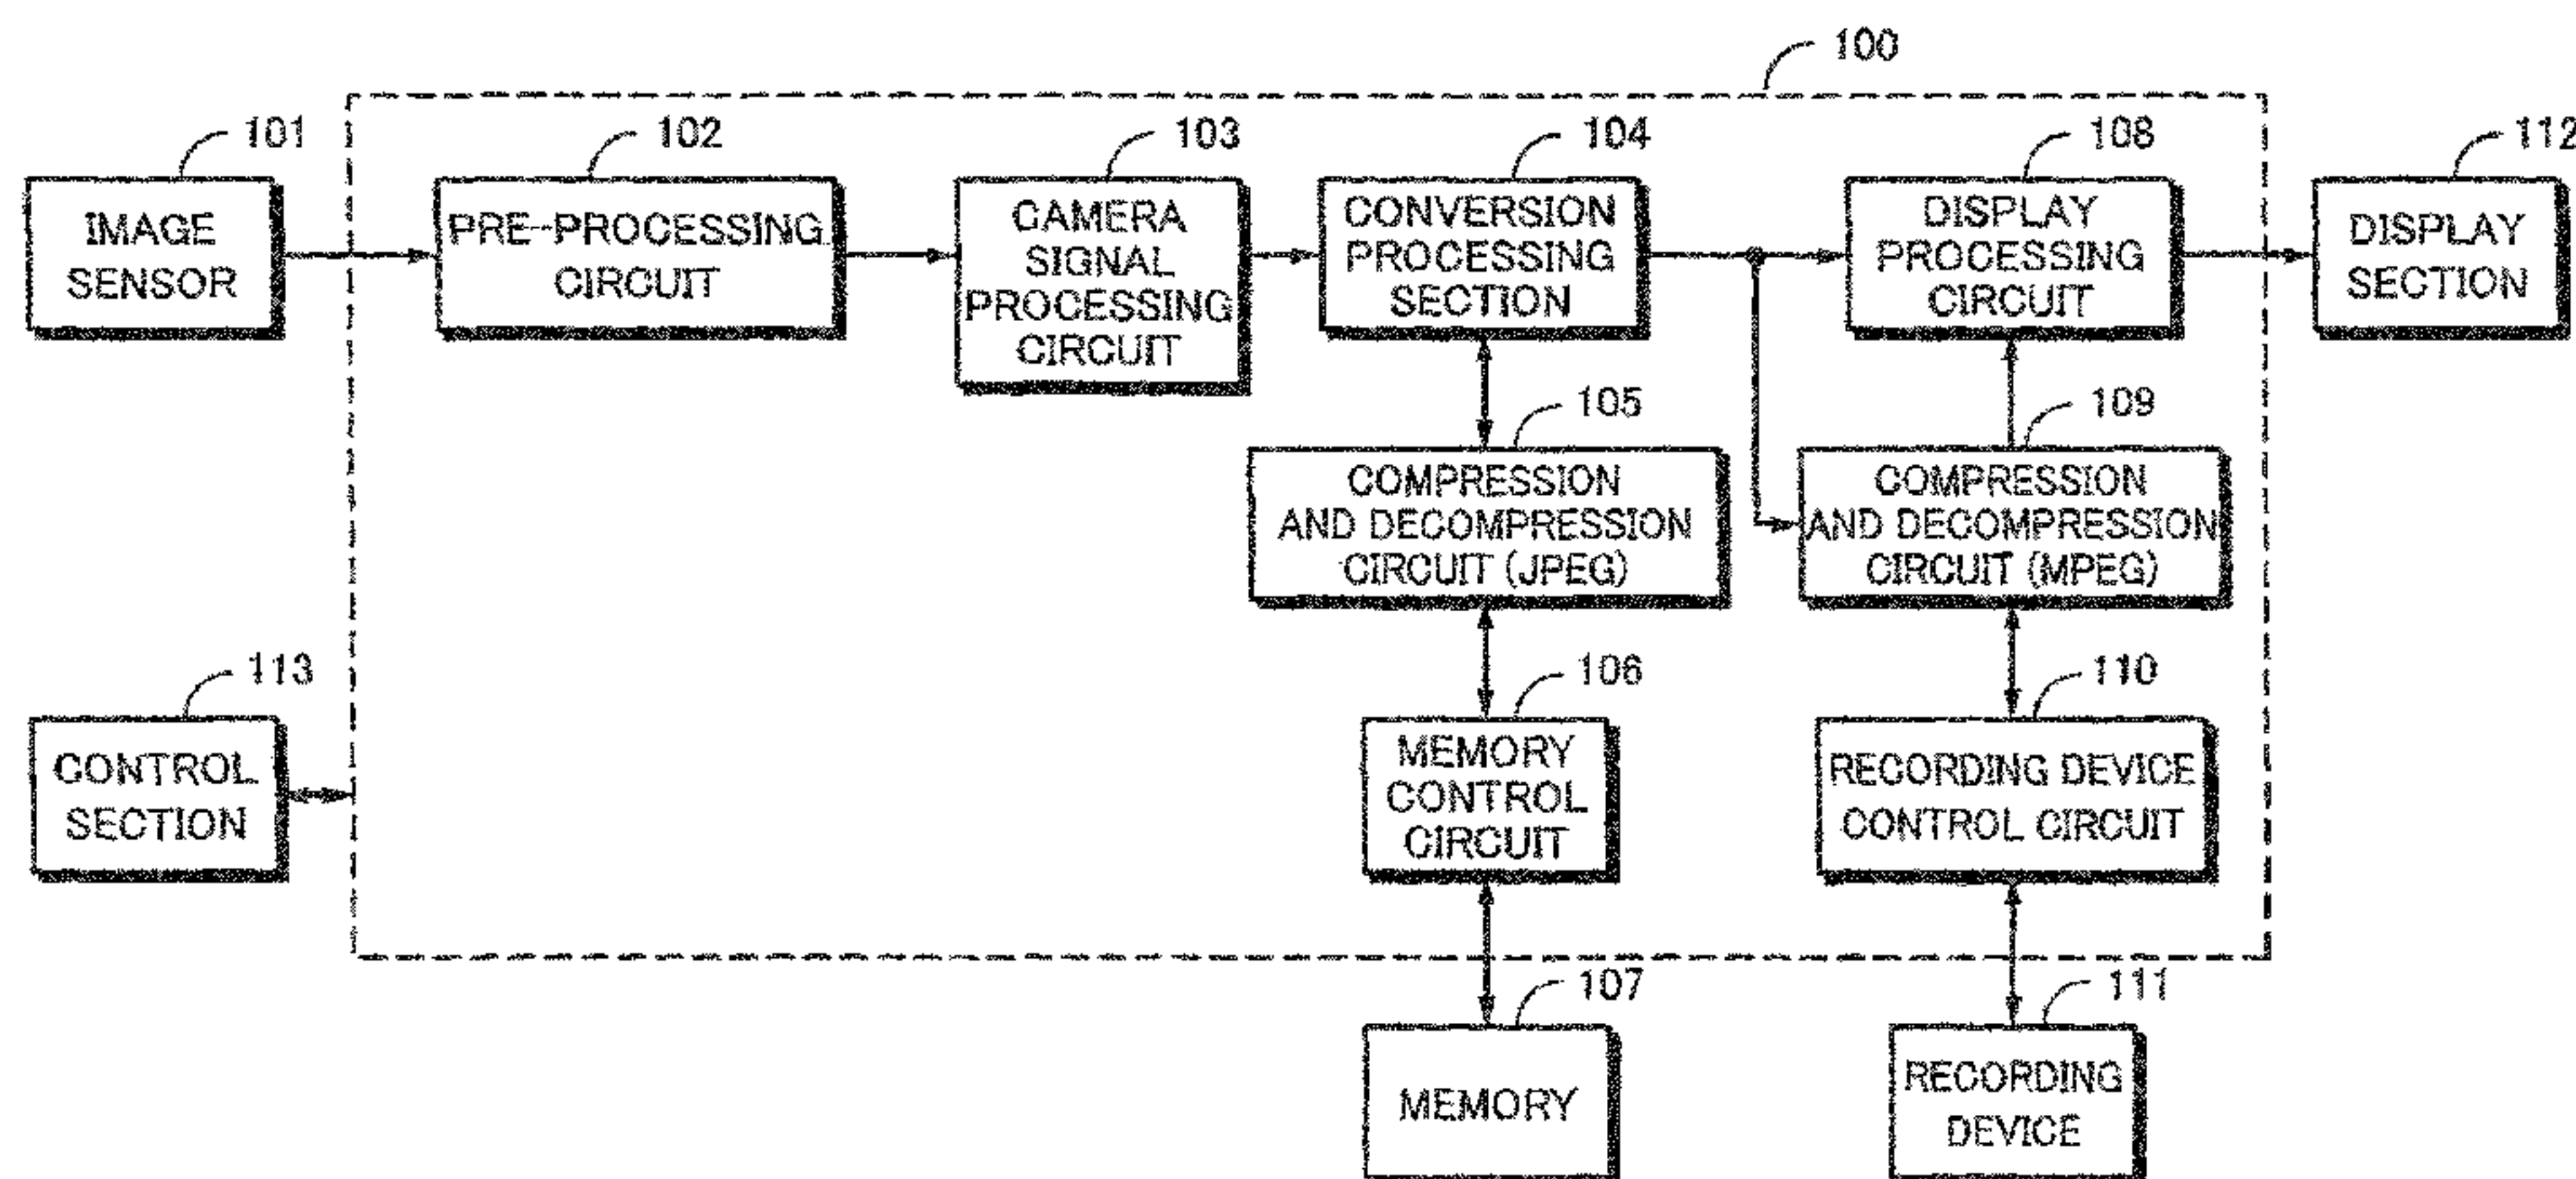 100
101
102
103
104
108
112
IMAGE
SENSOR
PRE-PROCESSING
CIRCUIT
CAMERA
SIGNAL
PROCESSING
CIRCUIT
CONVERSION
PROCESSING
SECTION
DISPLAY
PROCESSING
CIRCUIT
DISPLAY
SECTION
105
109
COMPRESSION
AND DECOMPRESSION
CIRCUIT (JPEG)
COMPRESSION
AND DECOMPRESSION
CIRCUIT (MPEG)
113
106
110
CONTROL
SECTION
MEMORY
CONTROL
CIRCUIT
RECORDING DEVICE
CONTROL CIRCUIT
107
111
MEMORY
RECORDING
DEVICE